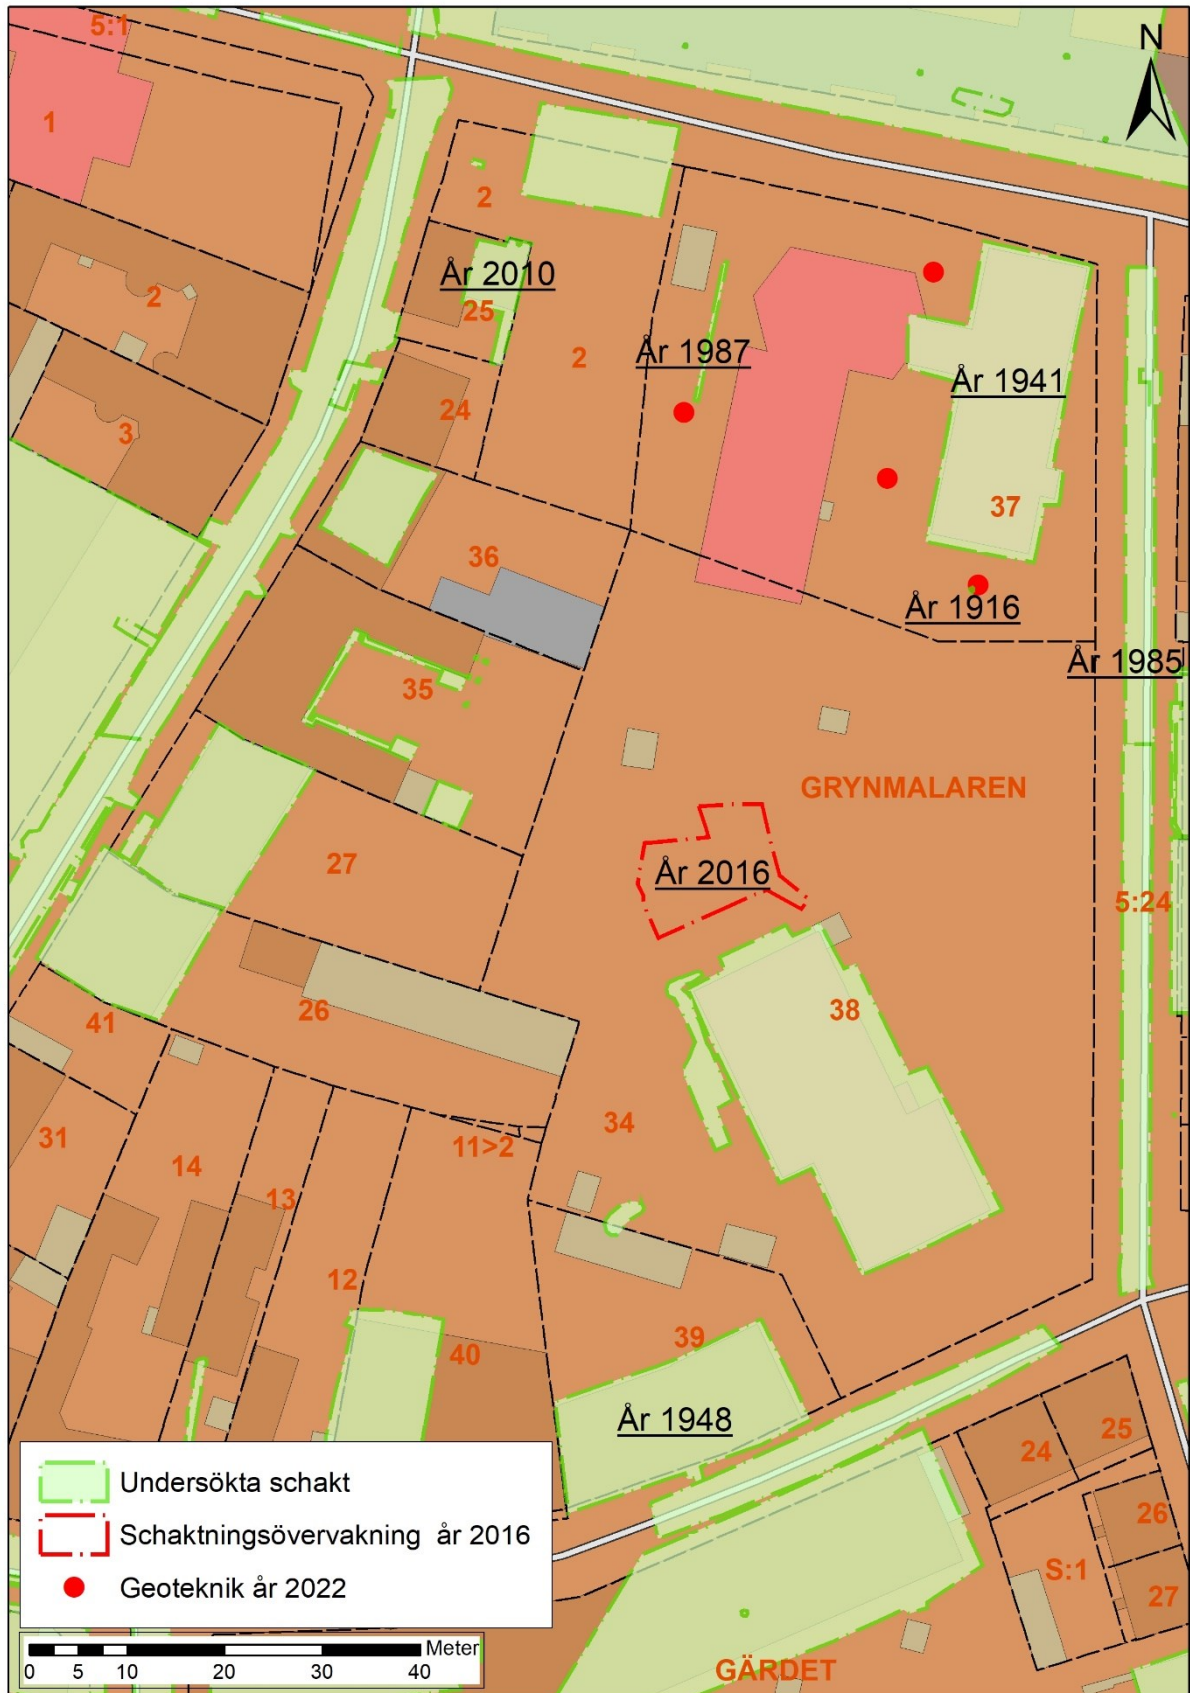 5:1
N
1
2
År 2010
25
2
2
År 1987
År 1941
24
3
37
36
År 1916
År 1985
35
GRYNMALAREN
27
År 2016
5:24
26
38
41
34
31
14
11>2
13
12
39
40
År 1948
25
24
26
S:1
27
GÄRDET
Undersökta schakt
Schaktningsövervakning år 2016
Geoteknik år 2022
Meter
0 5 10 20 30 40